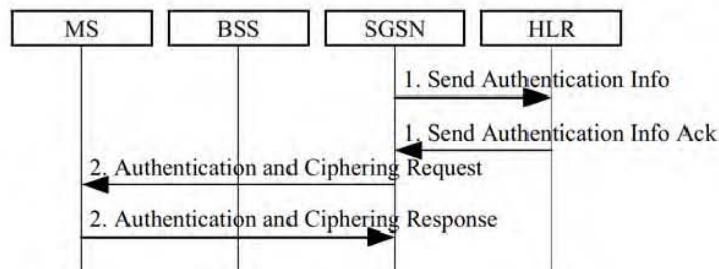 MS BSS SGSN HLR
1. Send Authentication Info
1. Send Authentication Info Ack
2. Authentication and Ciphering Request
2. Authentication and Ciphering Response